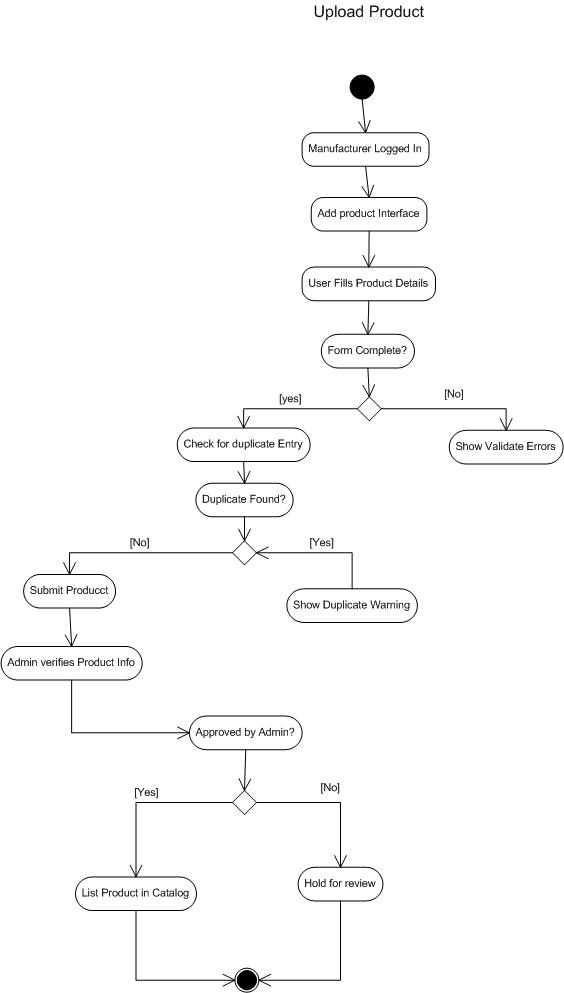 Upload Product
Manufacturer Logged In
Add product Interface
User Fills Product Details
Form Complete?
[yes]
[No]
Check for duplicate Entry
Show Validate Errors
Duplicate Found?
[No]
[Yes]
Submit Producct
Show Duplicate Warning
Admin verifies Product Info
Approved by Admin?
[Yes]
[No]
List Product in Catalog
Hold for review